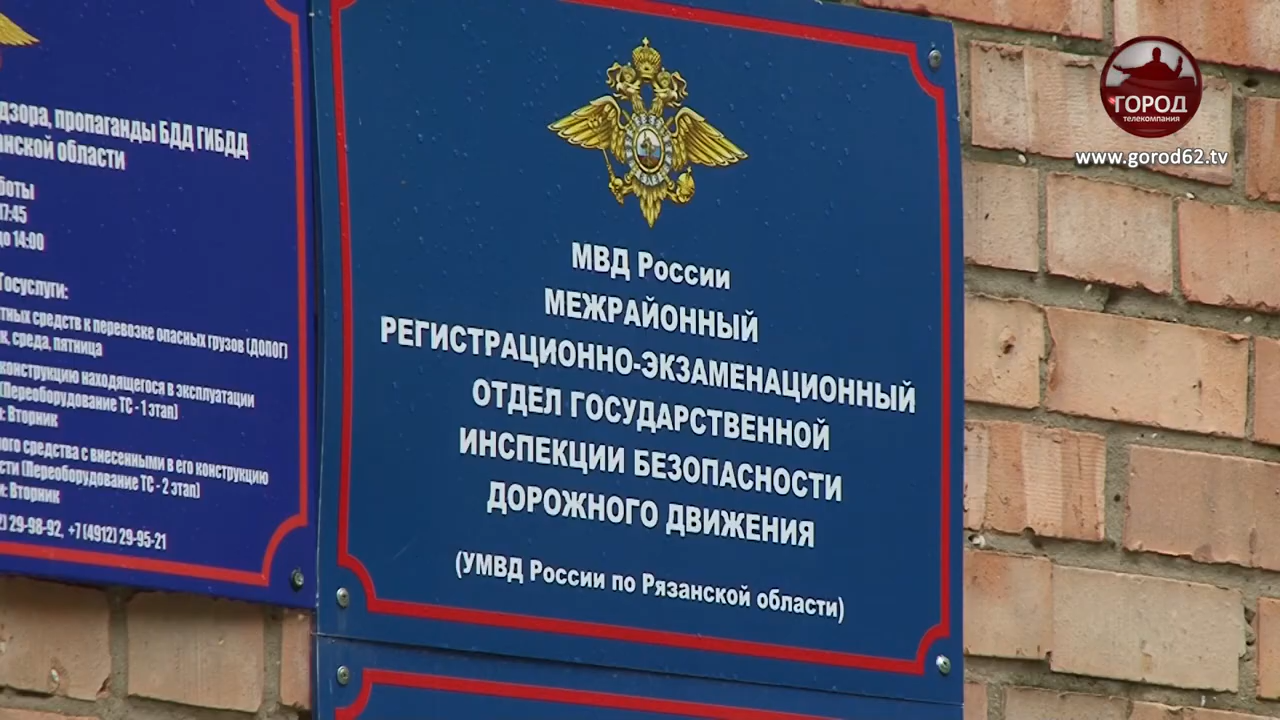 дзора, пропаганды БДД ГИБДД
нской области
боты
17:45
до 14:00
Госуслуги:
тных средств к перевозке опасных грузов (ДОПОГ)
к, среда, пятница
конструкцию находящегося в эксплуатации
(Переоборудование ТС - 1 этап)
: Вторник
ого средства с внесенными в его конструкцию
сти (Переоборудование ТС - 2 этап)
: Вторник
2) 29-98-92, +7 (4912) 29-95-21
МВД России
МЕЖРАЙОННЫЙ
РЕГИСТРАЦИОННО-ЭКЗАМЕНАЦИОННЫЙ
ОТДЕЛ ГОСУДАРСТВЕННОЙ
ИНСПЕКЦИИ БЕЗОПАСНОСТИ
ДОРОЖНОГО ДВИЖЕНИЯ
(УМВД России по Рязанской области)
ГОРОД
телекомпания
www.gorod62.tv